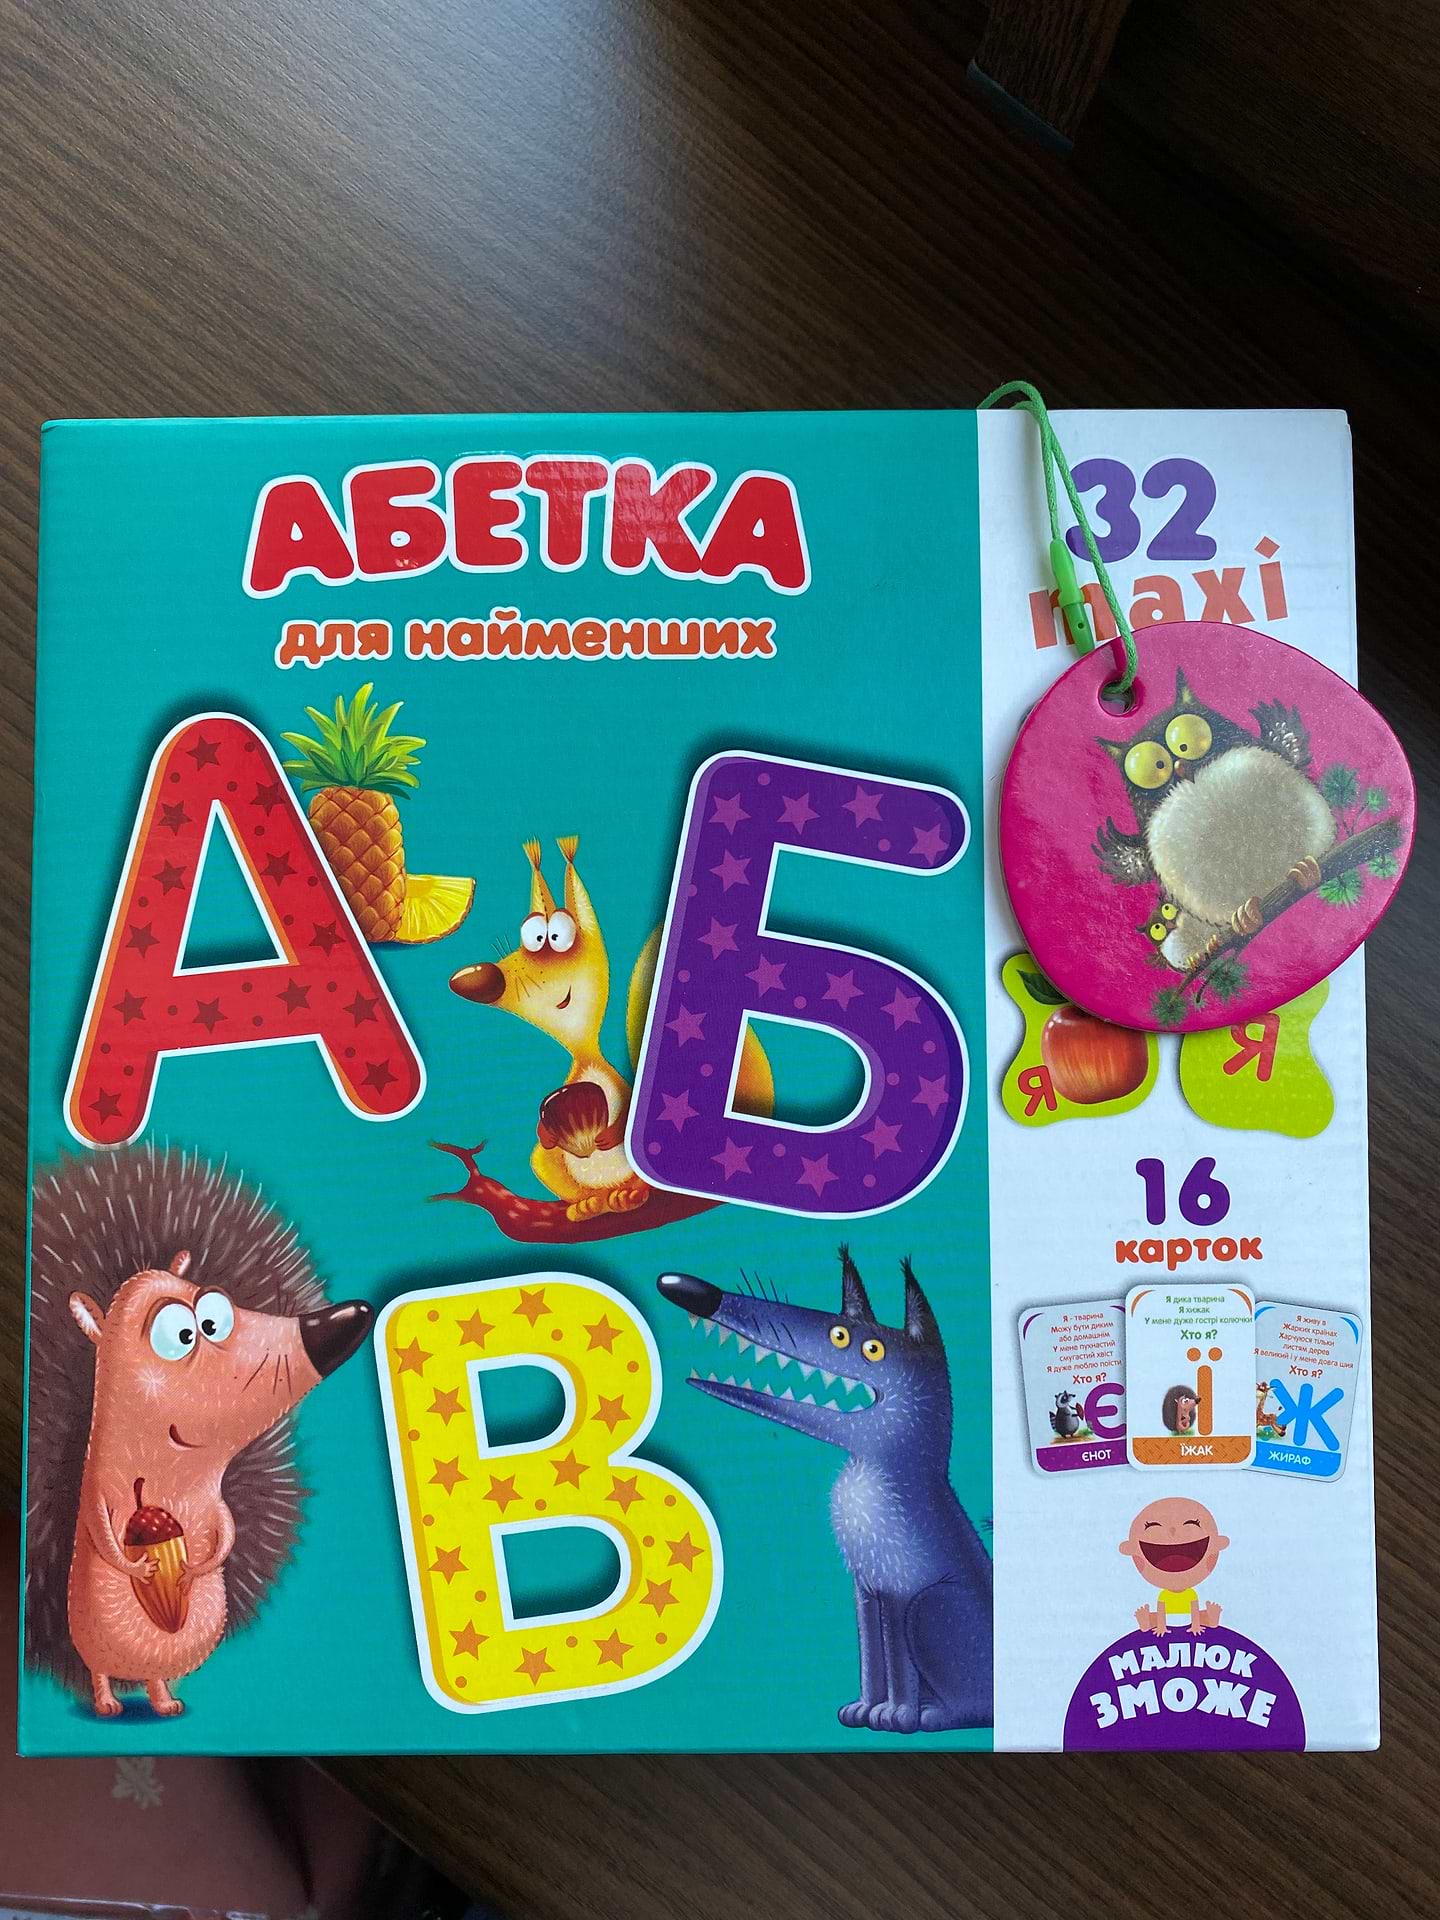 АБЕТКА
для найменших
А
Б
В
32
maxi
Я
Я
16
карток
Я - тварина
Можу бути диким
або домашнім
У мене пухнастий
смугастий хвіст
Я дуже люблю поїсти
Хто я?
Є
ЄНОТ
Я дика тварина
Я хижак
У мене дуже гострі колючки
Хто я?
Ї
ЇЖАК
Я живу в
Жарких країнах
Харчуюся тільки
листям дерев
Я великий і у мене довга шия
Хто я?
Ж
ЖИРАФ
МАЛЮК
ЗМОЖЕ